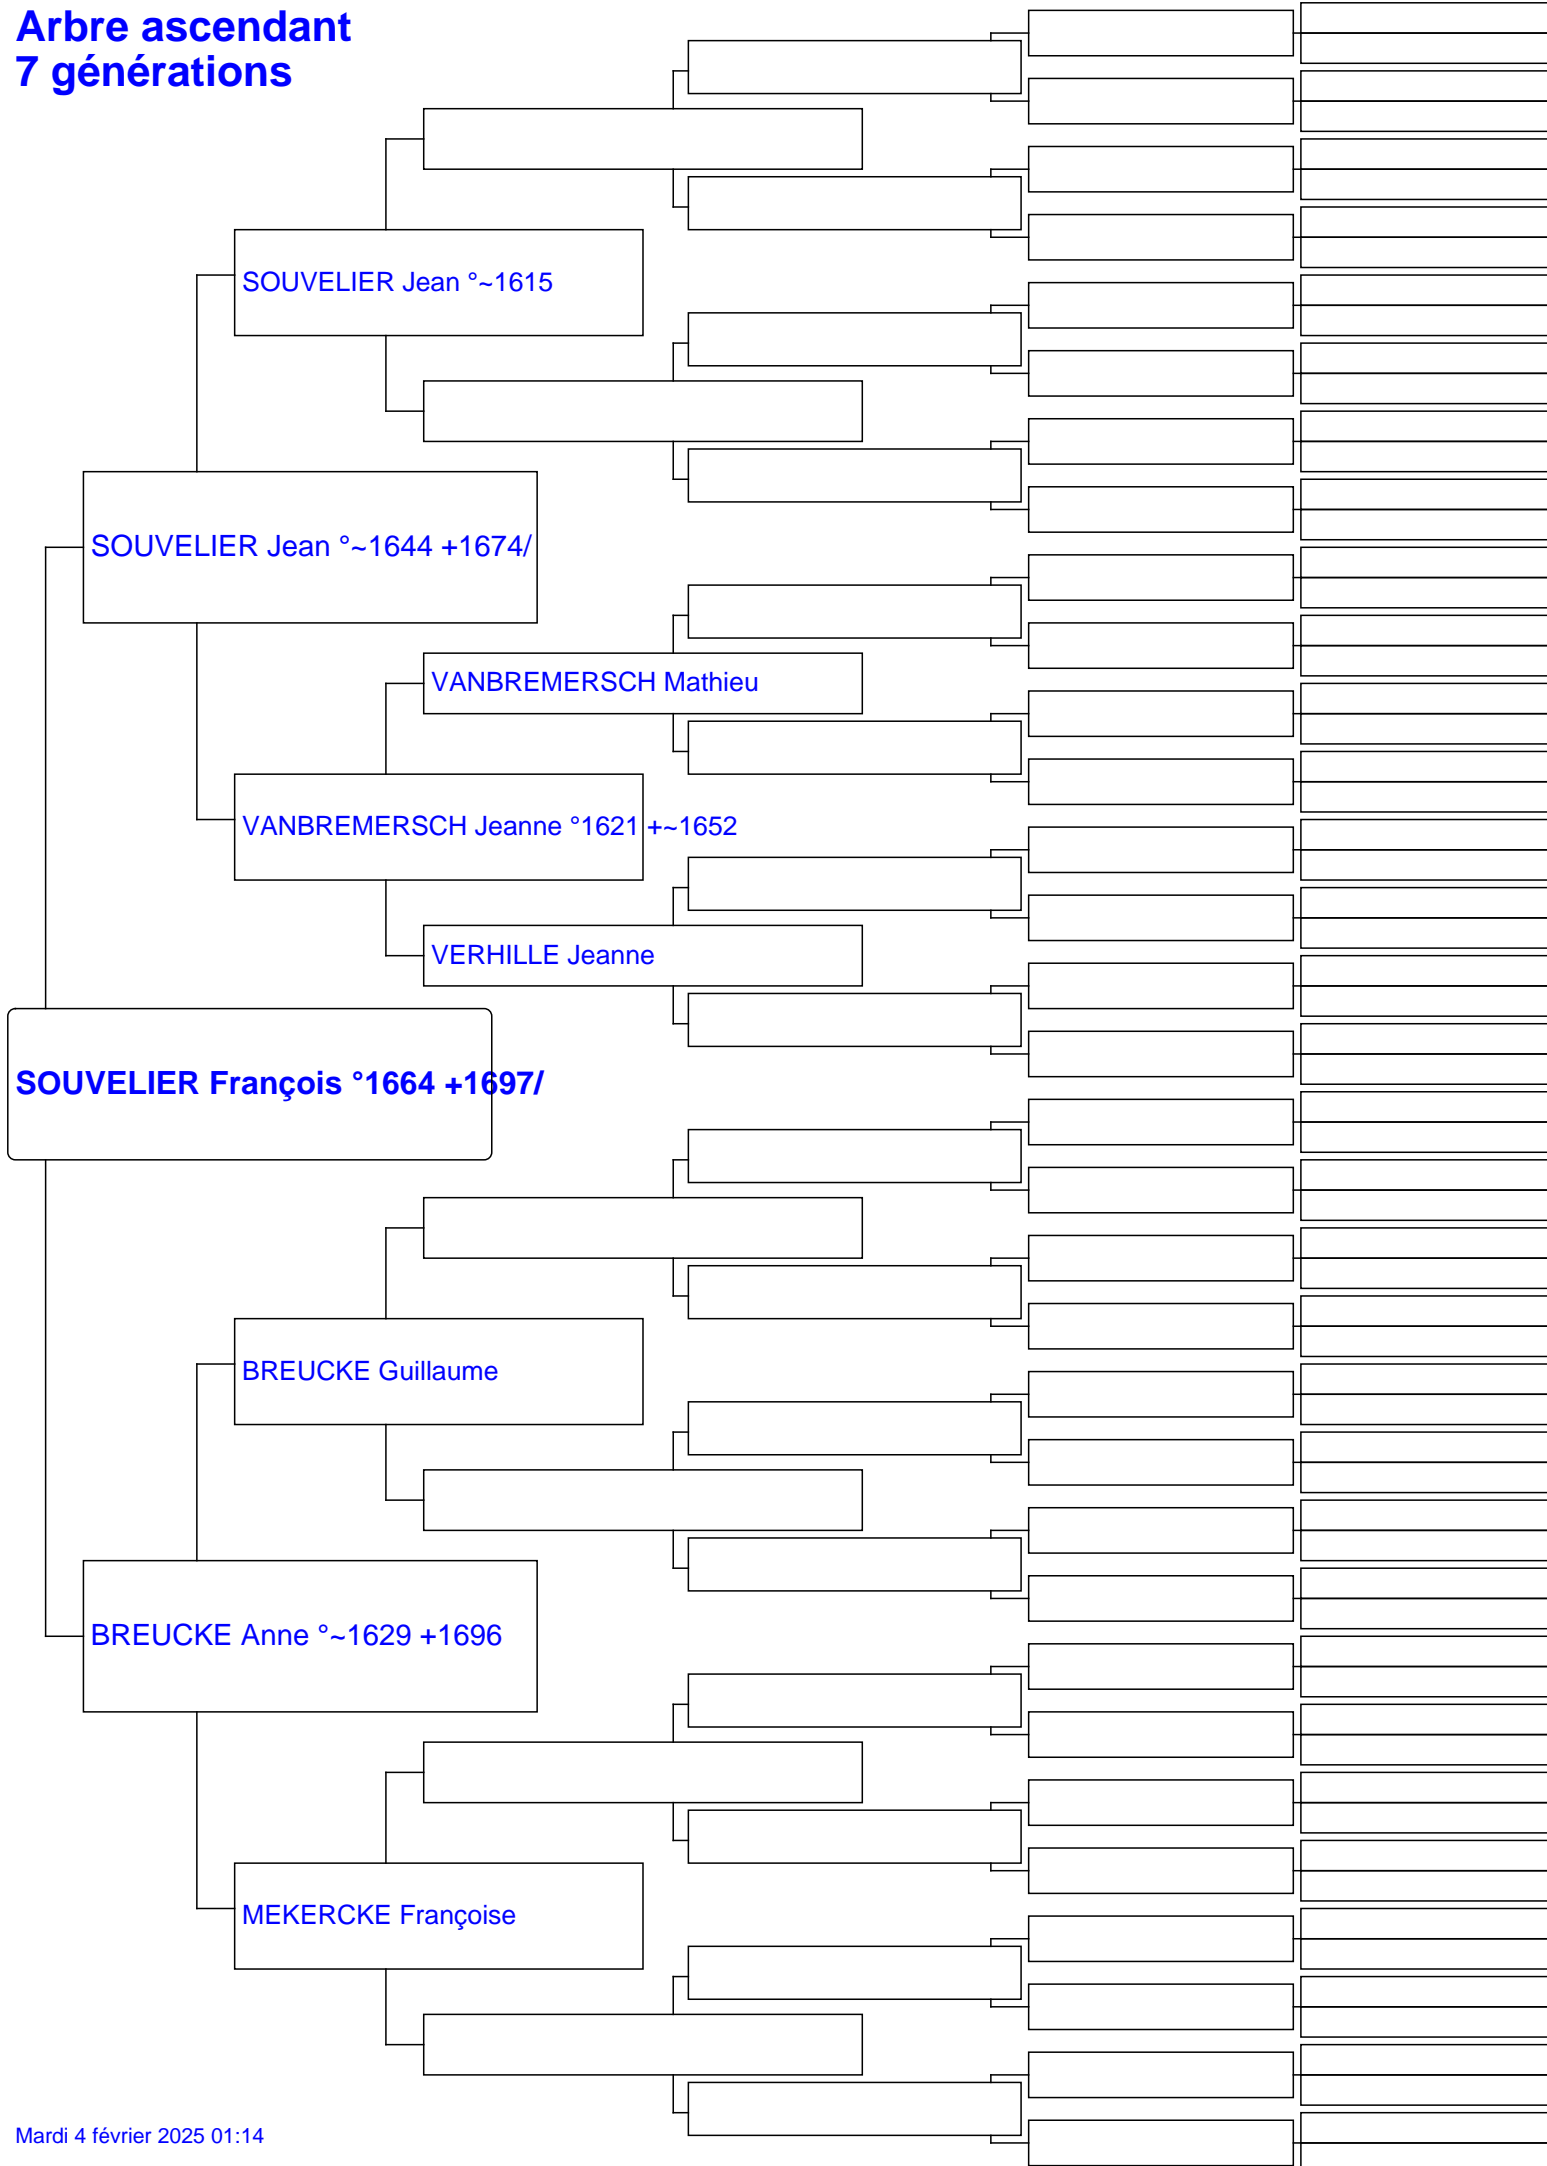 Arbre ascendant
7 générations
SOUVELIER Jean °~1615
SOUVELIER Jean °~1644 +1674/
VANBREMERSCH Mathieu
VANBREMERSCH Jeanne °1621 +~1652
VERHILLE Jeanne
SOUVELIER François °1664 +1697/
BREUCKE Guillaume
BREUCKE Anne °~1629 +1696
MEKERCKE Françoise
Mardi 4 février 2025 01:14